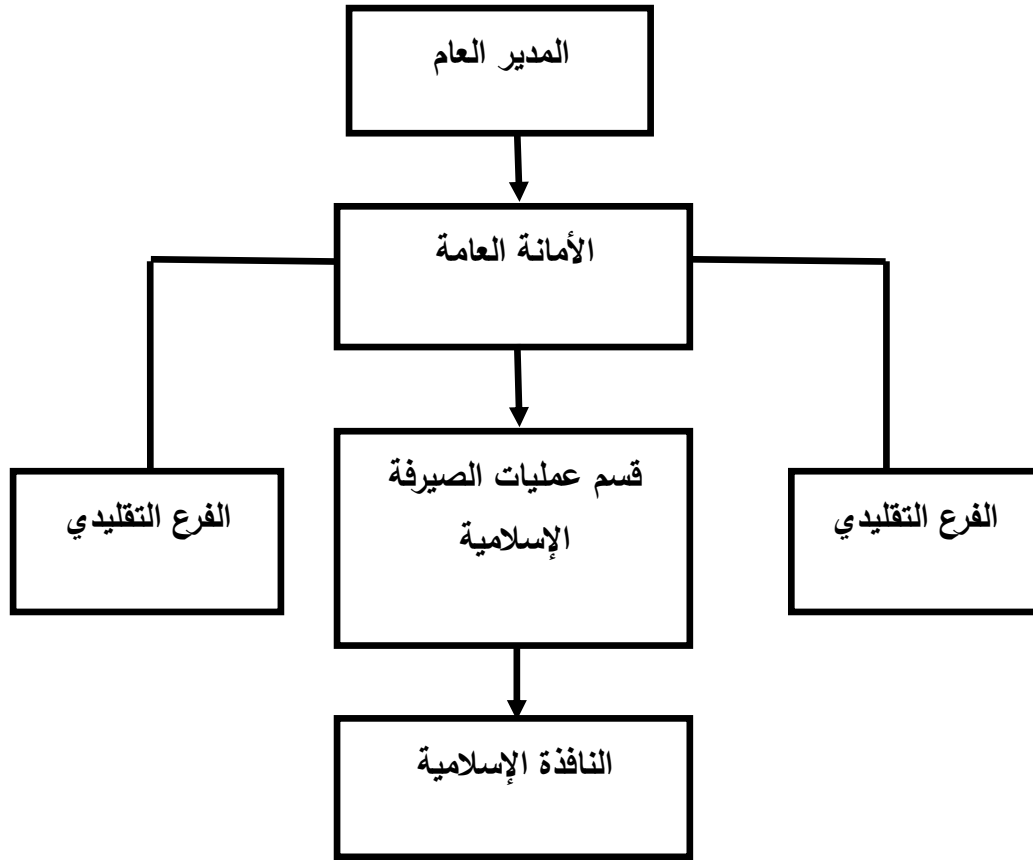 المدير العام
الأمانة العامة
الفرع التقليدي
قسم عمليات الصيرفة
الإسلامية
الفرع التقليدي
النافذة الإسلامية